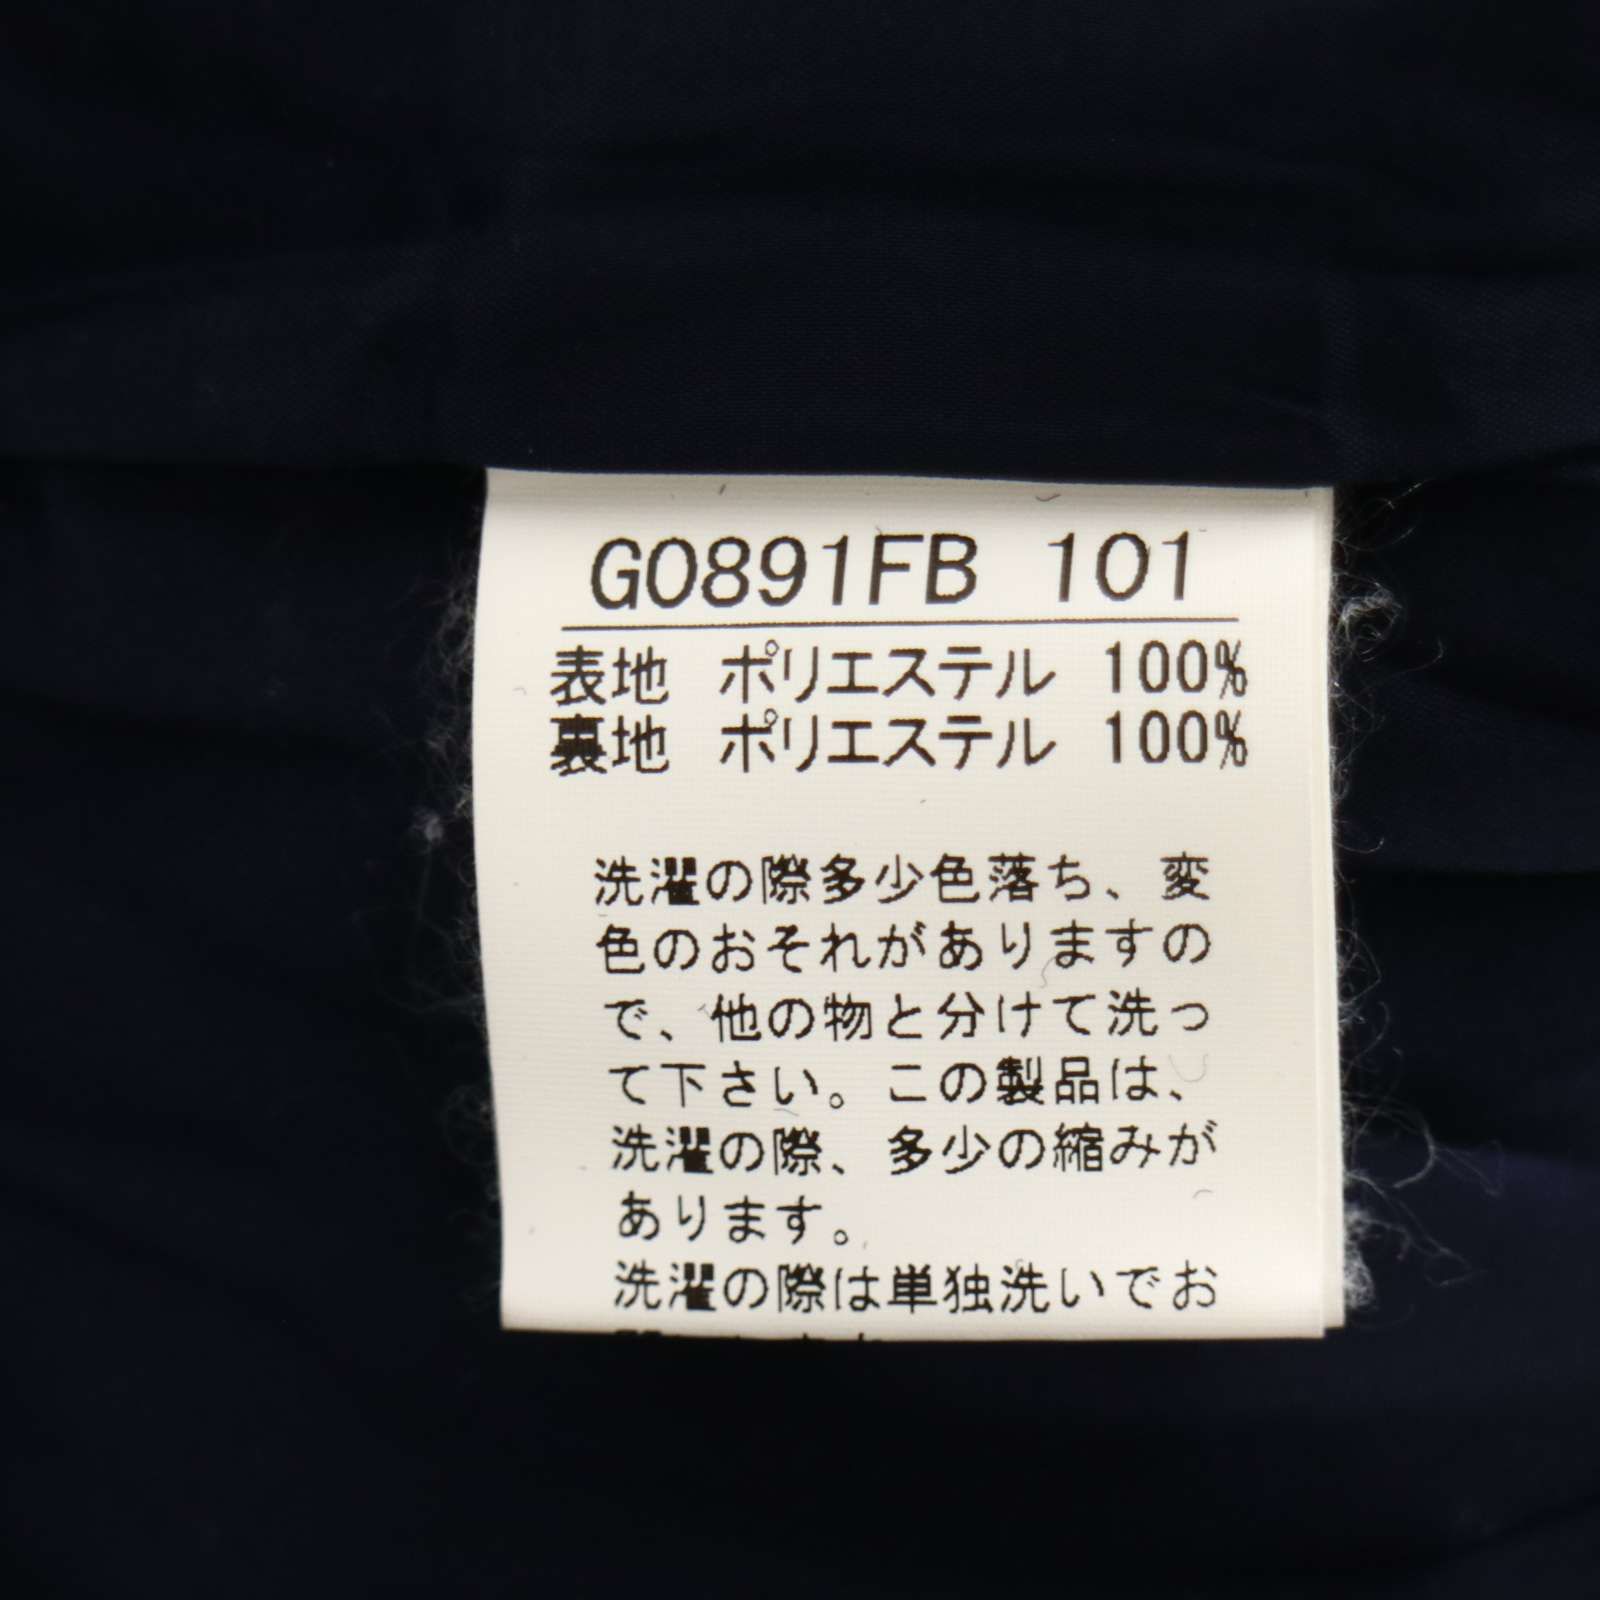 G0891FB 101
表地 ポリエステル 100%
裏地 ポリエステル 100%
洗濯の際多少色落ち、変
色のおそれがありますの
で、他の物と分けて洗っ
て下さい。この製品は、
洗濯の際、多少の縮みが
あります。
洗濯の際は単独洗いでお